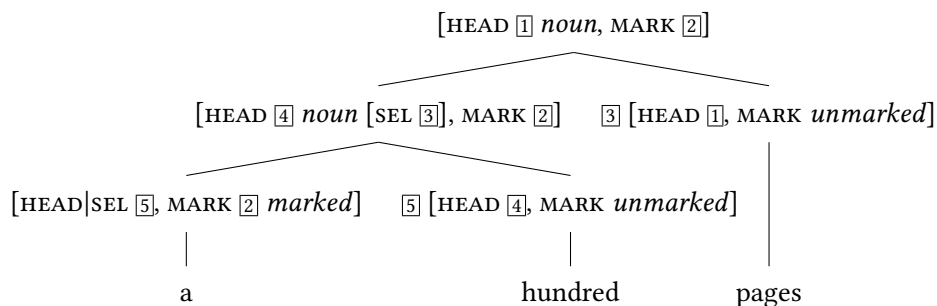 [HEAD 1 noun, MARK 2]
[HEAD 4 noun [SEL 3], MARK 2] 3 [HEAD 1, MARK unmarked]
[HEAD|SEL 5, MARK 2 marked] 5 [HEAD 4, MARK unmarked]
a hundred pages